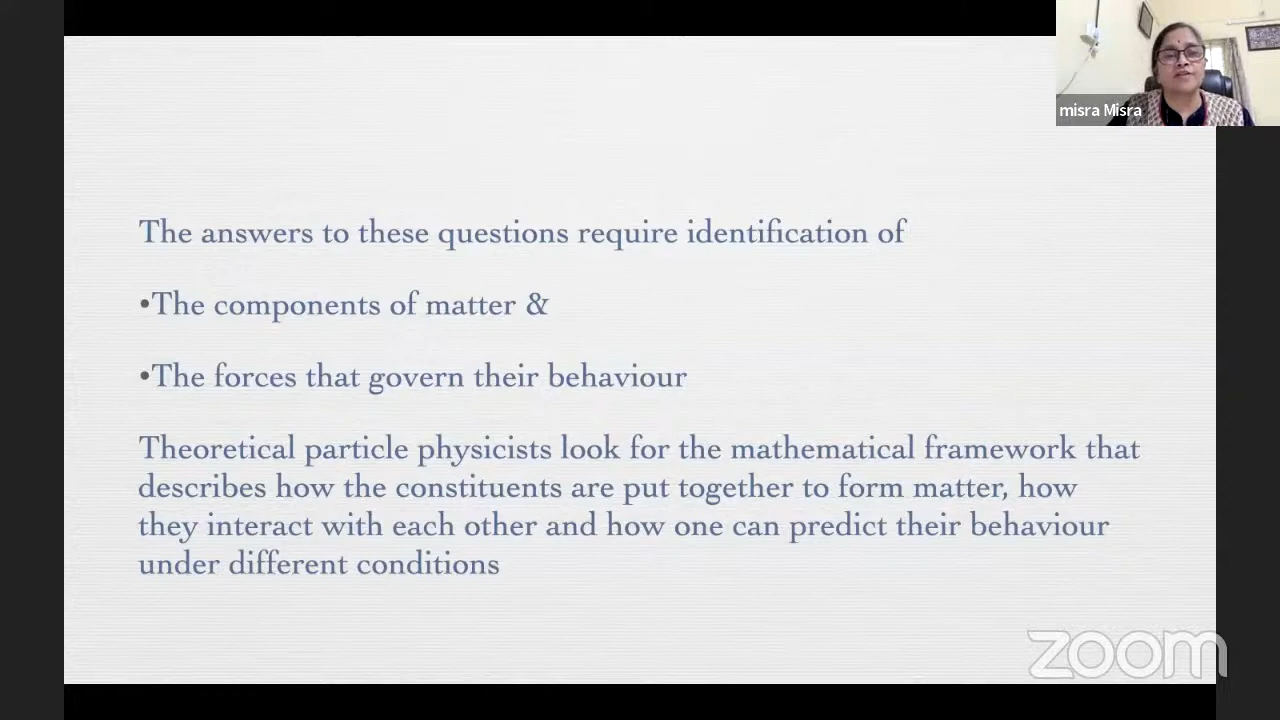 misra Misra
The answers to these questions require identification of
•The components of matter &
•The forces that govern their behaviour
Theoretical particle physicists look for the mathematical framework that
describes how the constituents are put together to form matter, how
they interact with each other and how one can predict their behaviour
under different conditions
zoom